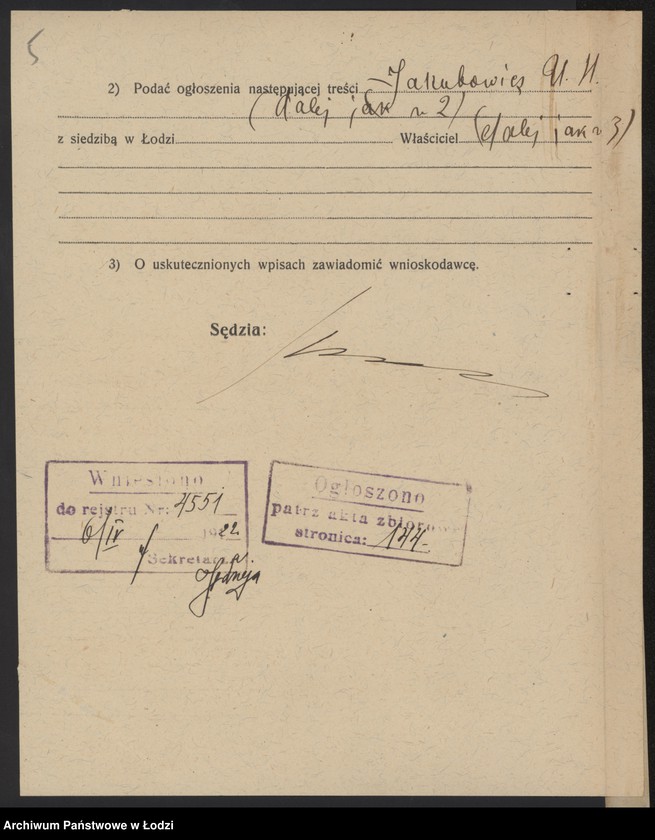 5
2) Podać ogłoszenia następującej treści Jakubowicz U. H.
(dalej jak w 2)
z siedzibą w Łodzi Właściciel (dalej jak w 3)
3) O uskutecznionych wpisach zawiadomić wnioskodawcę.
Sędzia:
Wniesiono
do rejestru Nr: 4551
6/IV 1922
Sekretarz
Ogłoszono
patrz akta zbiorowe
stronica: 144.
Archiwum Państwowe w Łodzi